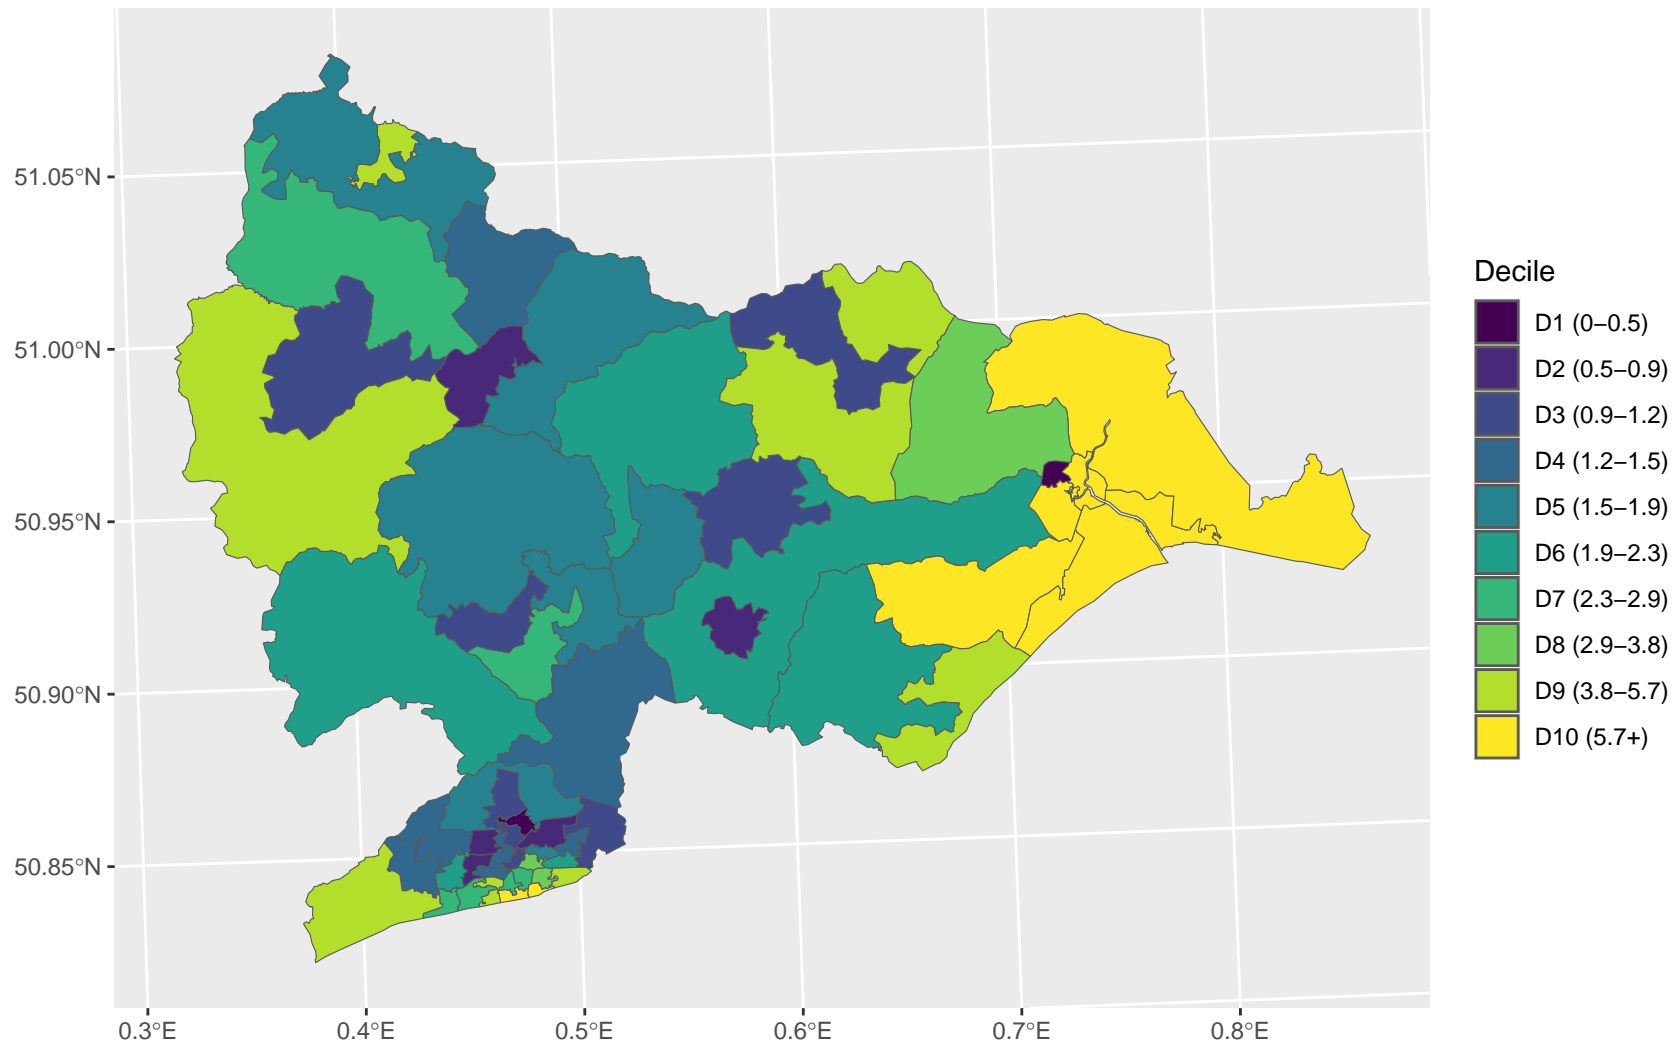 51.05°N
51.00°N
50.95°N
50.90°N
50.85°N
0.3°E
0.4°E
0.5°E
0.6°E
0.7°E
0.8°E
Decile
D1 (0−0.5)
D2 (0.5−0.9)
D3 (0.9−1.2)
D4 (1.2−1.5)
D5 (1.5−1.9)
D6 (1.9−2.3)
D7 (2.3−2.9)
D8 (2.9−3.8)
D9 (3.8−5.7)
D10 (5.7+)